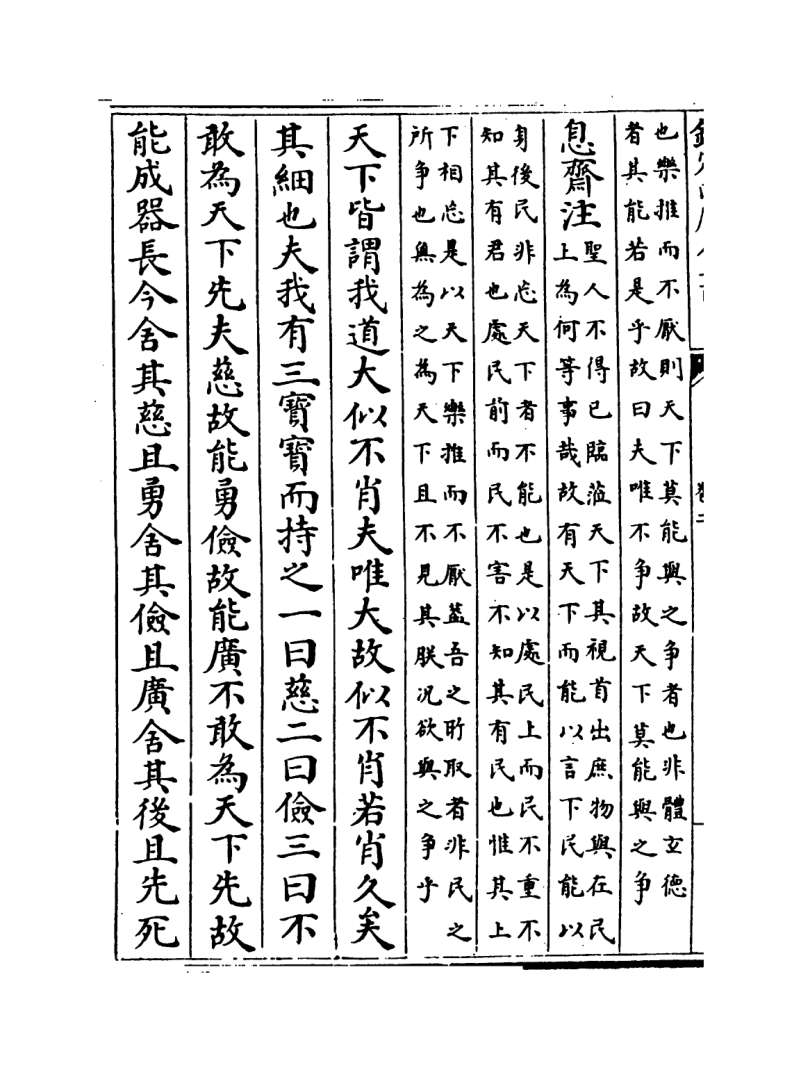 也樂推而不厭則天下莫能與之争者也非體玄德
者其能若是乎故曰夫唯不争故天下莫能與之争
息齋注聖人不得已臨蒞天下其視首出庶物與在民
上為何等事哉故有天下而能以言下民能以
身後民非忘天下者不能也是以處民上而民不重不
知其有君也處民前而民不害不知其有民也惟其上
下相忘是以天下樂推而不厭葢吾之所取者非民之
所争也無為之為天下且不見其朕况欲與之争乎
天下皆謂我道大似不肖夫唯大故似不肖若肖久矣
其細也夫我有三寶寶而持之一曰慈二曰儉三曰不
敢為天下先夫慈故能勇儉故能廣不敢為天下先故
能成器長今舍其慈且勇舍其儉且廣舍其後且先死